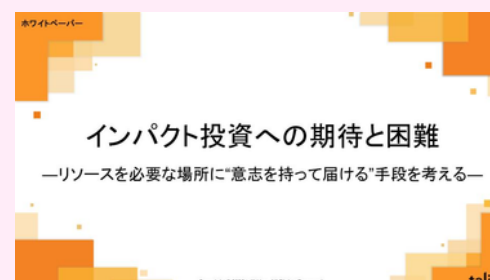 ホワイトペーパー
インパクト投資への期待と困難
―リソースを必要な場所に“意志を持って届ける”手段を考える―